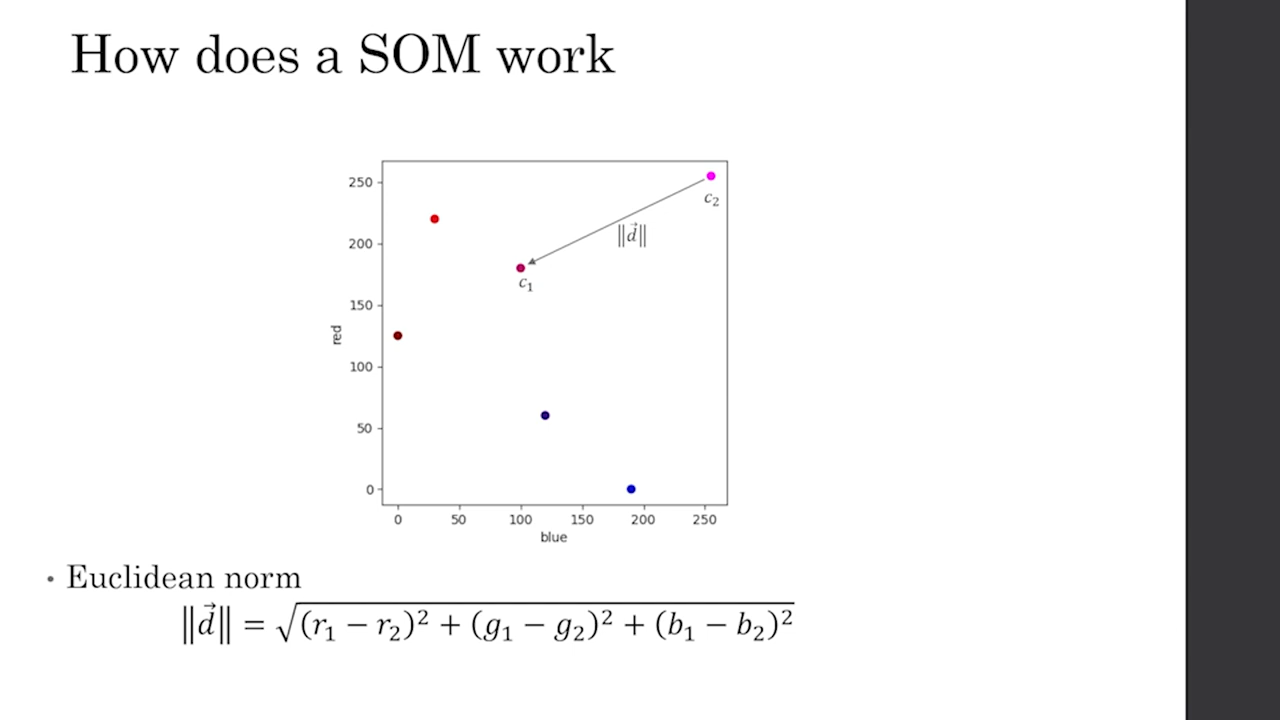 How does a SOM work
250
200
150
100
50
0
red
c₂
‖d⃗‖
c₁
0 50 100 150 200 250
blue
• Euclidean norm
‖d⃗‖ = √(r₁ − r₂)² + (g₁ − g₂)² + (b₁ − b₂)²